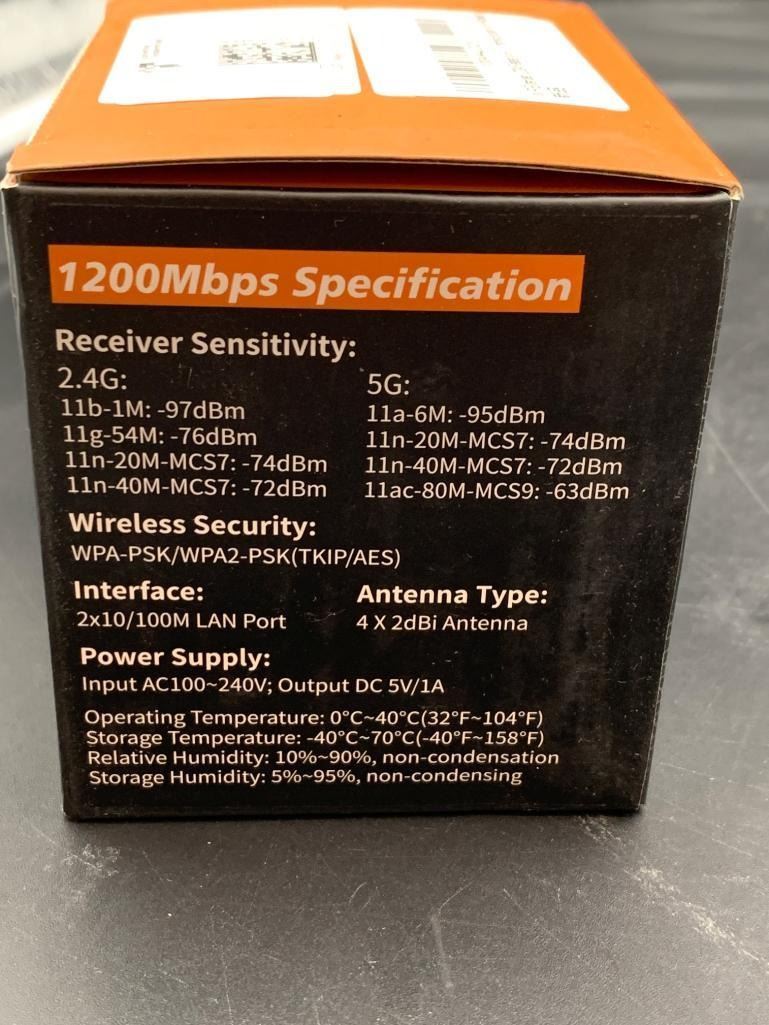 1200Mbps Specification
Receiver Sensitivity:
2.4G:
11b-1M: -97dBm
11g-54M: -76dBm
11n-20M-MCS7: -74dBm
11n-40M-MCS7: -72dBm
5G:
11a-6M: -95dBm
11n-20M-MCS7: -74dBm
11n-40M-MCS7: -72dBm
11ac-80M-MCS9: -63dBm
Wireless Security:
WPA-PSK/WPA2-PSK(TKIP/AES)
Interface:
2x10/100M LAN Port
Antenna Type:
4 X 2dBi Antenna
Power Supply:
Input AC100~240V; Output DC 5V/1A
Operating Temperature: 0°C~40°C(32°F~104°F)
Storage Temperature: -40°C~70°C(-40°F~158°F)
Relative Humidity: 10%~90%, non-condensation
Storage Humidity: 5%~95%, non-condensing